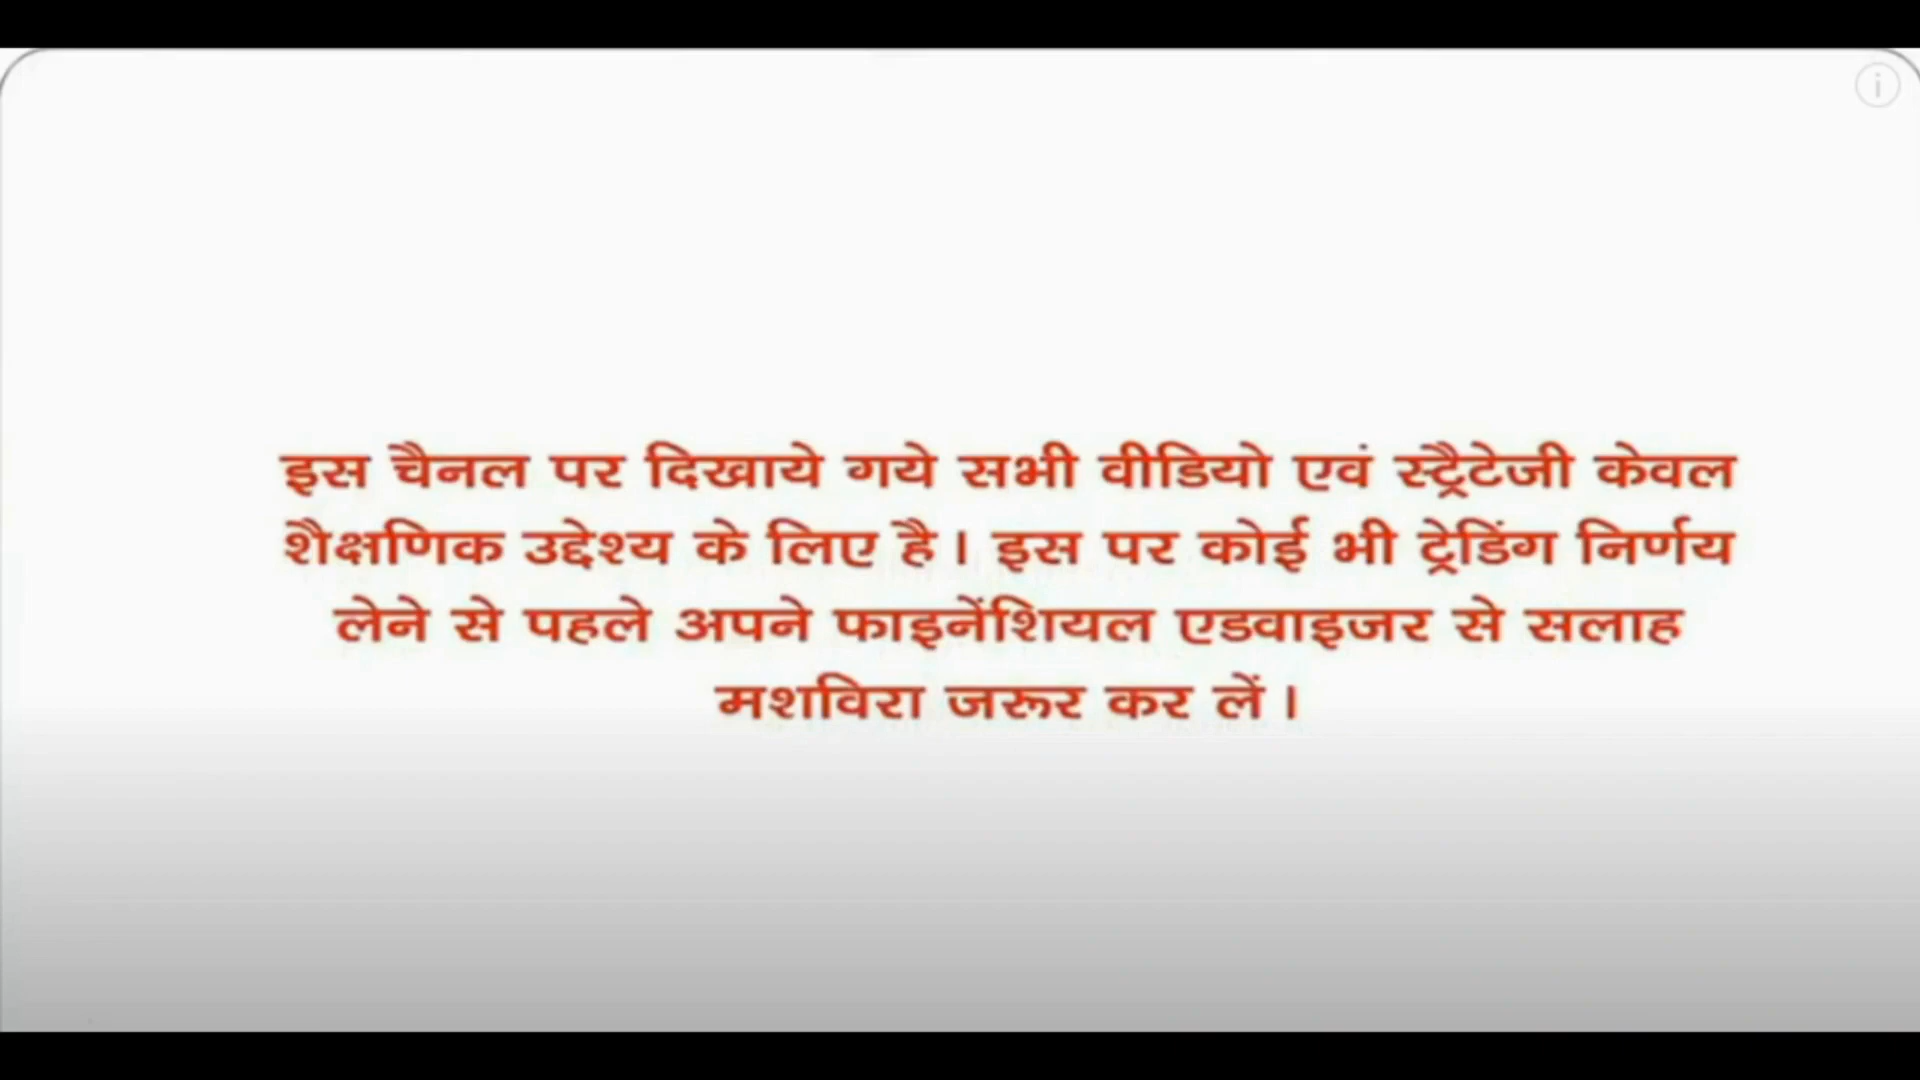 इस चैनल पर दिखाये गये सभी वीडियो एवं स्ट्रैटेजी केवल
शैक्षणिक उद्देश्य के लिए है । इस पर कोई भी ट्रेडिंग निर्णय
लेने से पहले अपने फाइनेंशियल एडवाइजर से सलाह
मशविरा जरूर कर लें ।